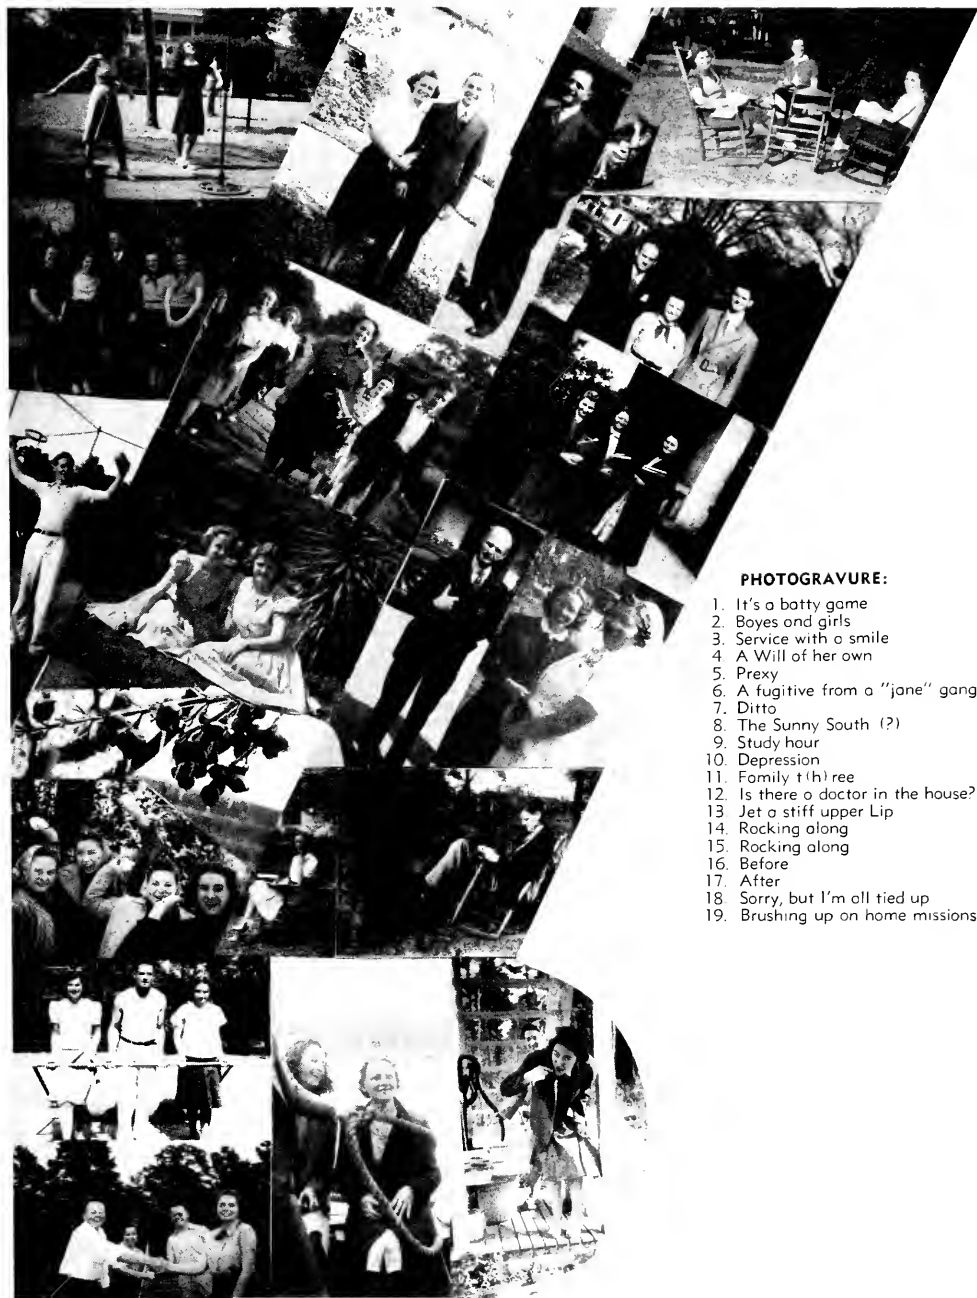 PHOTOGRAVURE:
1. It's a batty game
2. Boyes and girls
3. Service with a smile
4 A Will of her own
5. Prexy
6. A fugitive from a "jane" gang
7. Ditto
8. The Sunny South (?)
9. Study hour
10. Depression
11. Family t(h)ree
12. Is there a doctor in the house?
13. Jet a stiff upper Lip
14. Rocking along
15. Rocking along
16. Before
17. After
18 Sorry, but I'm all tied up
19. Brushing up on home missions